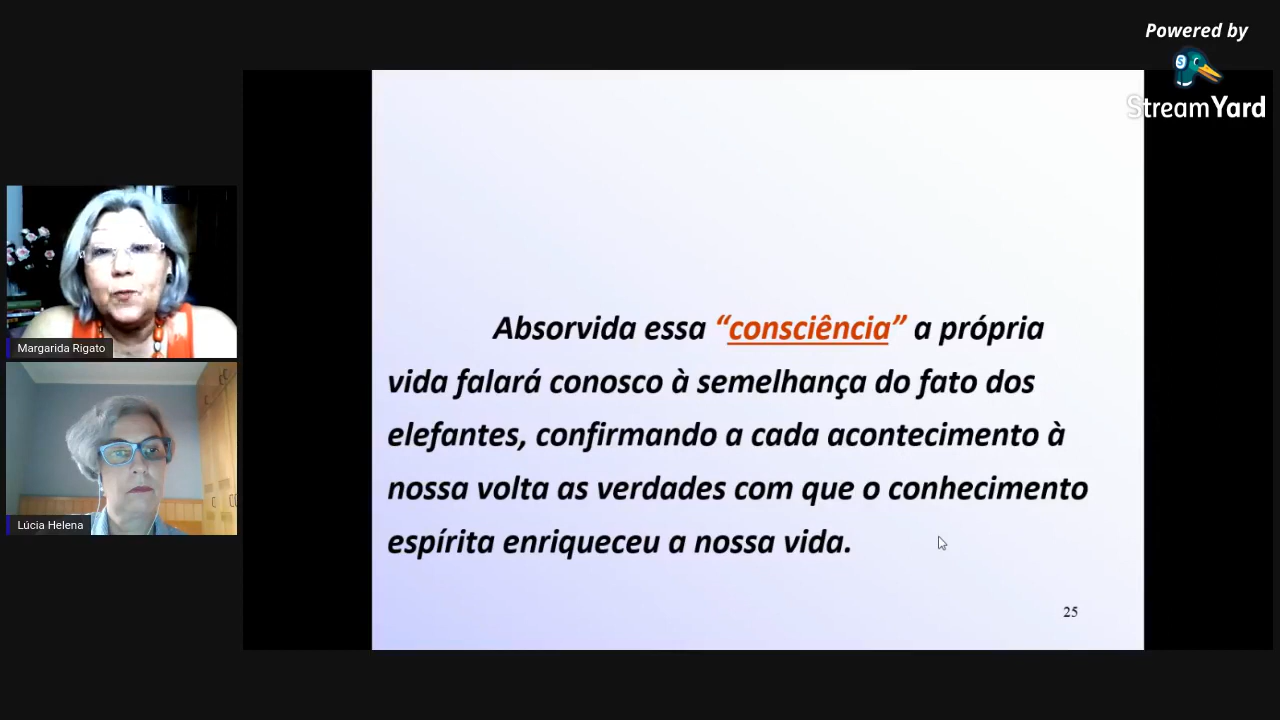 Powered by
StreamYard
Absorvida essa “consciência” a própria
vida falará conosco à semelhança do fato dos
elefantes, confirmando a cada acontecimento à
nossa volta as verdades com que o conhecimento
espírita enriqueceu a nossa vida.
25
Margarida Rigato
Lúcia Helena